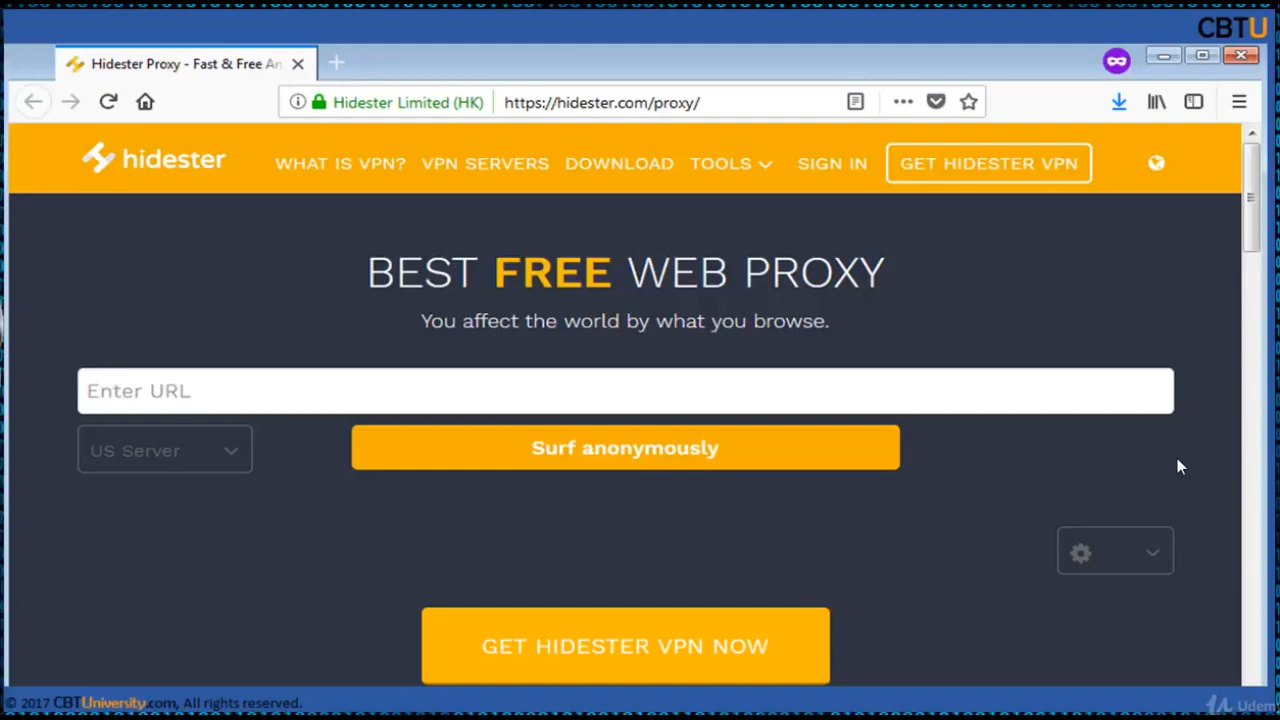 CBTU
Hidester Proxy - Fast & Free An
Hidester Limited (HK) https://hidester.com/proxy/
hidester WHAT IS VPN? VPN SERVERS DOWNLOAD TOOLS SIGN IN GET HIDESTER VPN
BEST FREE WEB PROXY
You affect the world by what you browse.
Enter URL
US Server Surf anonymously
GET HIDESTER VPN NOW
© 2017 CBTUniversity.com, All rights reserved. Udemy